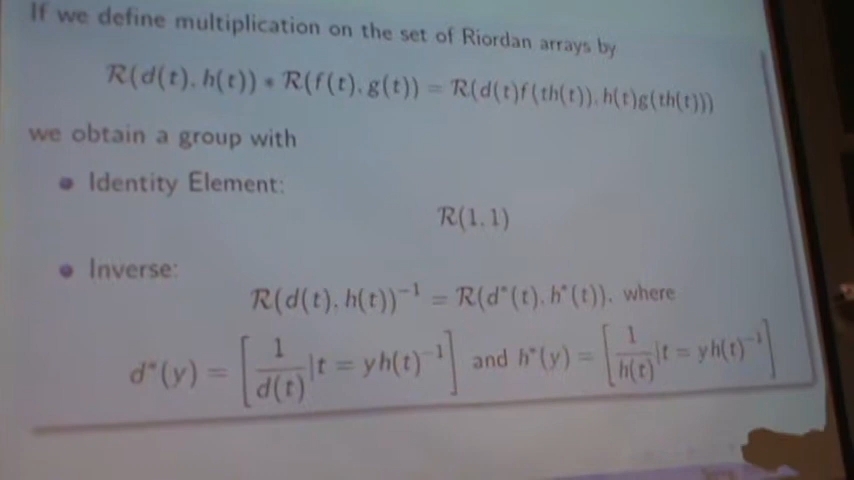 If we define multiplication on the set of Riordan arrays by
R(d(t), h(t)) * R(f(t), g(t)) = R(d(t)f(th(t)), h(t)g(th(t)))
we obtain a group with
• Identity Element:
R(1, 1)
• Inverse:
R(d(t), h(t))⁻¹ = R(d*(t), h*(t)), where
d*(y) = [1/d(t) | t = yh(t)⁻¹] and h*(y) = [1/h(t) | t = yh(t)⁻¹]